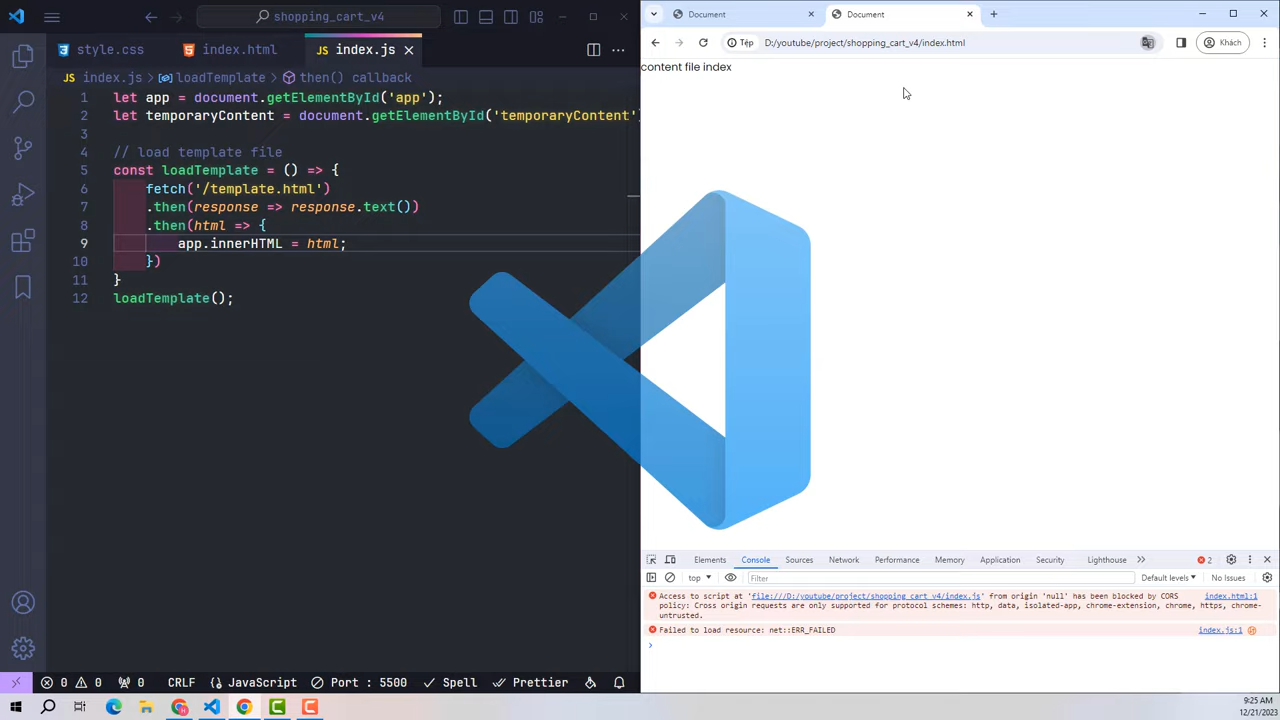 shopping_cart_v4
style.css
index.html
JS index.js
JS index.js > loadTemplate > then() callback
1 let app = document.getElementById('app');
2 let temporaryContent = document.getElementById('temporaryContent'
3
4 // load template file
5 const loadTemplate = () => {
6 fetch('/template.html')
7 .then(response => response.text())
8 .then(html => {
9 app.innerHTML = html;
10 })
11 }
12 loadTemplate();
0 0 0 CRLF {} JavaScript Port : 5500 Spell Prettier
Document
Document
Tệp D:/youtube/project/shopping_cart_v4/index.html Khách
content file index
Elements Console Sources Network Performance Memory Application Security Lighthouse 2
top Filter Default levels No Issues
Access to script at 'file:///D:/youtube/project/shopping_cart_v4/index.js' from origin 'null' has been blocked by CORS index.html:1
policy: Cross origin requests are only supported for protocol schemes: http, data, isolated-app, chrome-extension, chrome, https, chrome-
untrusted.
Failed to load resource: net::ERR_FAILED index.js:1
9:25 AM
12/21/2023